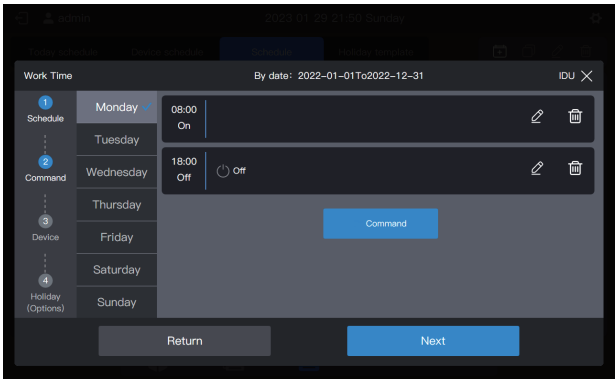 admin
2023.01.29 21:50 Sunday
Today schedule Device schedule Schedule Holiday template
Work Time
By date: 2022-01-01To2022-12-31
IDU
1
Schedule
2
Command
3
Device
4
Holiday
(Options)
Monday
Tuesday
Wednesday
Thursday
Friday
Saturday
Sunday
08:00
On
18:00
Off
Off
Command
Return
Next